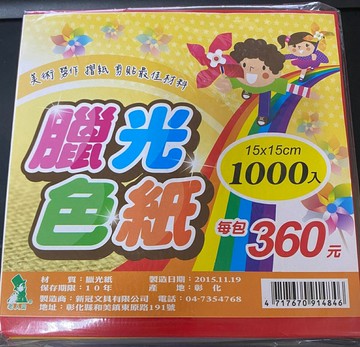 美術 勞作 摺紙 剪貼最佳材料
臘光
色紙
15x15cm
1000入
每包360元
材 質：臘光紙 製造日期：2015.11.19
保存期限：10年 產 地：彰化
製造商：新冠文具有限公司 電話：04-7354768
地址：彰化縣和美鎮東原路191號
4 717670 914846